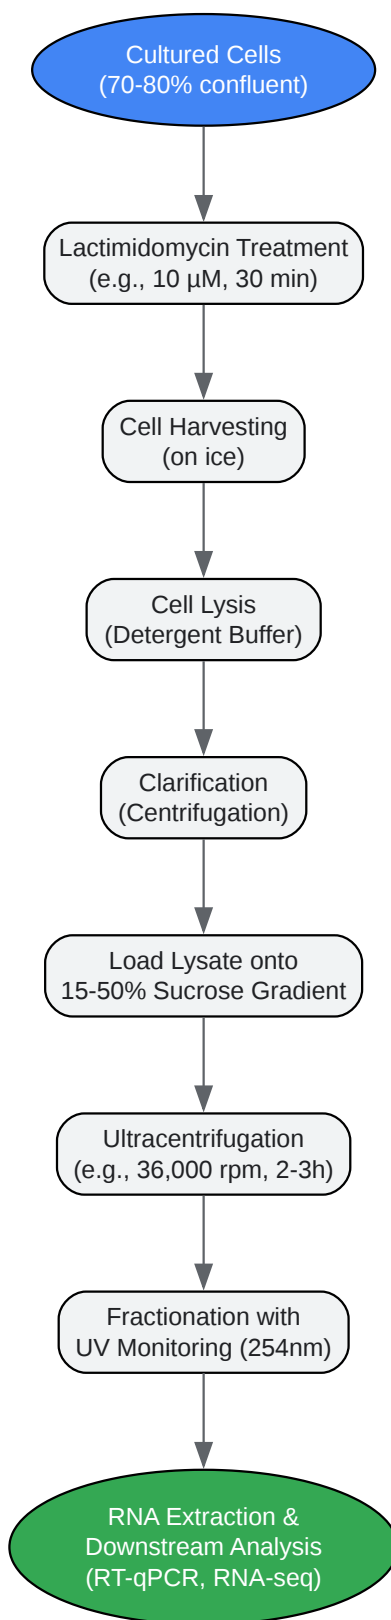 Cultured Cells
(70-80% confluent)
Lactimidomycin Treatment
(e.g., 10 µM, 30 min)
Cell Harvesting
(on ice)
Cell Lysis
(Detergent Buffer)
Clarification
(Centrifugation)
Load Lysate onto
15-50% Sucrose Gradient
Ultracentrifugation
(e.g., 36,000 rpm, 2-3h)
Fractionation with
UV Monitoring (254nm)
RNA Extraction &
Downstream Analysis
(RT-qPCR, RNA-seq)